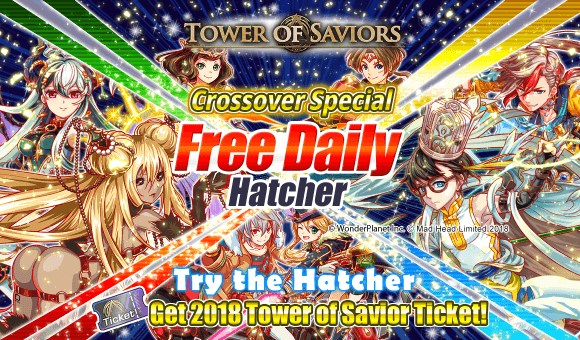 TOWER OF SAVIORS
Crossover Special
Free Daily
Hatcher
© WonderPlanet Inc. © Mad Head Limited 2018
Try the Hatcher
Ticket!
Get 2018 Tower of Savior Ticket!